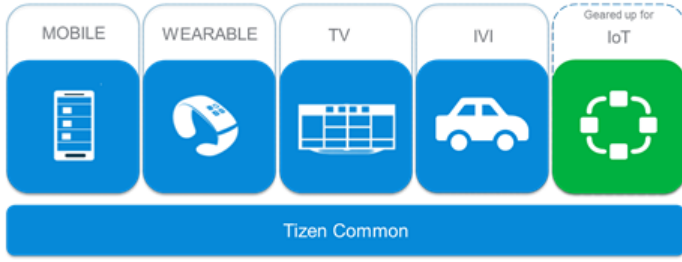 MOBILE
WEARABLE
TV
IVI
Geared up for
IoT
Tizen Common